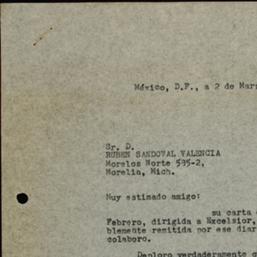 México, D.F., a 2 de Mar
Sr. D.
RUBEN SANDOVAL VALENCIA
Morelos Norte 535-2,
Morelia, Mich.
Muy estimado amigo:
su carta
Febrero, dirigida a Excelsior,
blemente remitida por ese diar
colaboro.
Deploro verdaderamente